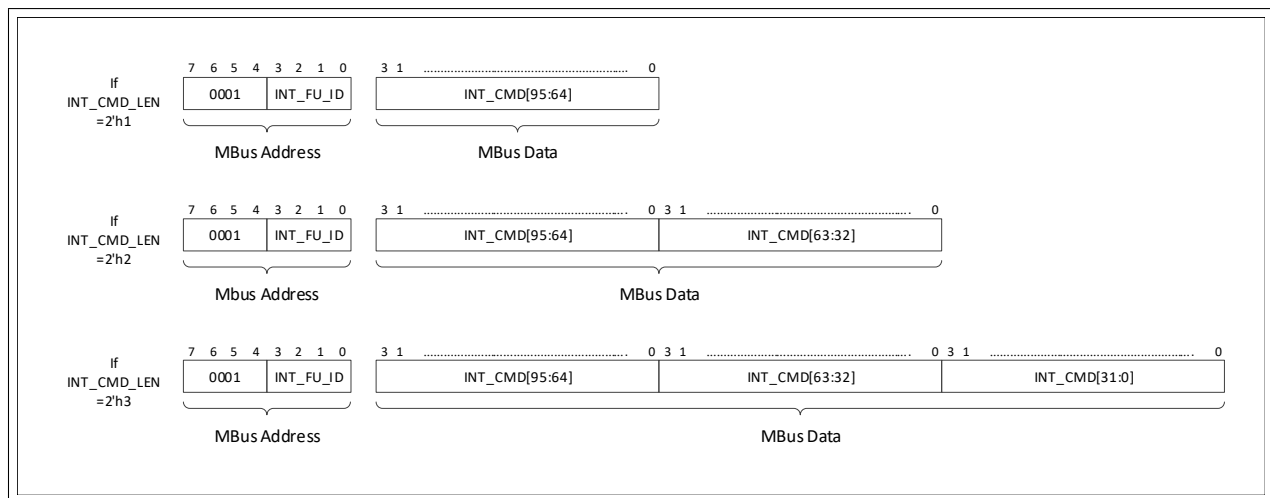 7 6 5 4 3 2 1 0 3 1 ............................................................ 0
If INT_CMD_LEN =2'h1
0001 INT_FU_ID INT_CMD[95:64]
MBus Address MBus Data
7 6 5 4 3 2 1 0 3 1 ............................................................ 0 3 1 ............................................................ 0
If INT_CMD_LEN =2'h2
0001 INT_FU_ID INT_CMD[95:64] INT_CMD[63:32]
Mbus Address MBus Data
7 6 5 4 3 2 1 0 3 1 ............................................................ 0 3 1 ............................................................ 0 3 1 ............................................................ 0
If INT_CMD_LEN =2'h3
0001 INT_FU_ID INT_CMD[95:64] INT_CMD[63:32] INT_CMD[31:0]
MBus Address MBus Data